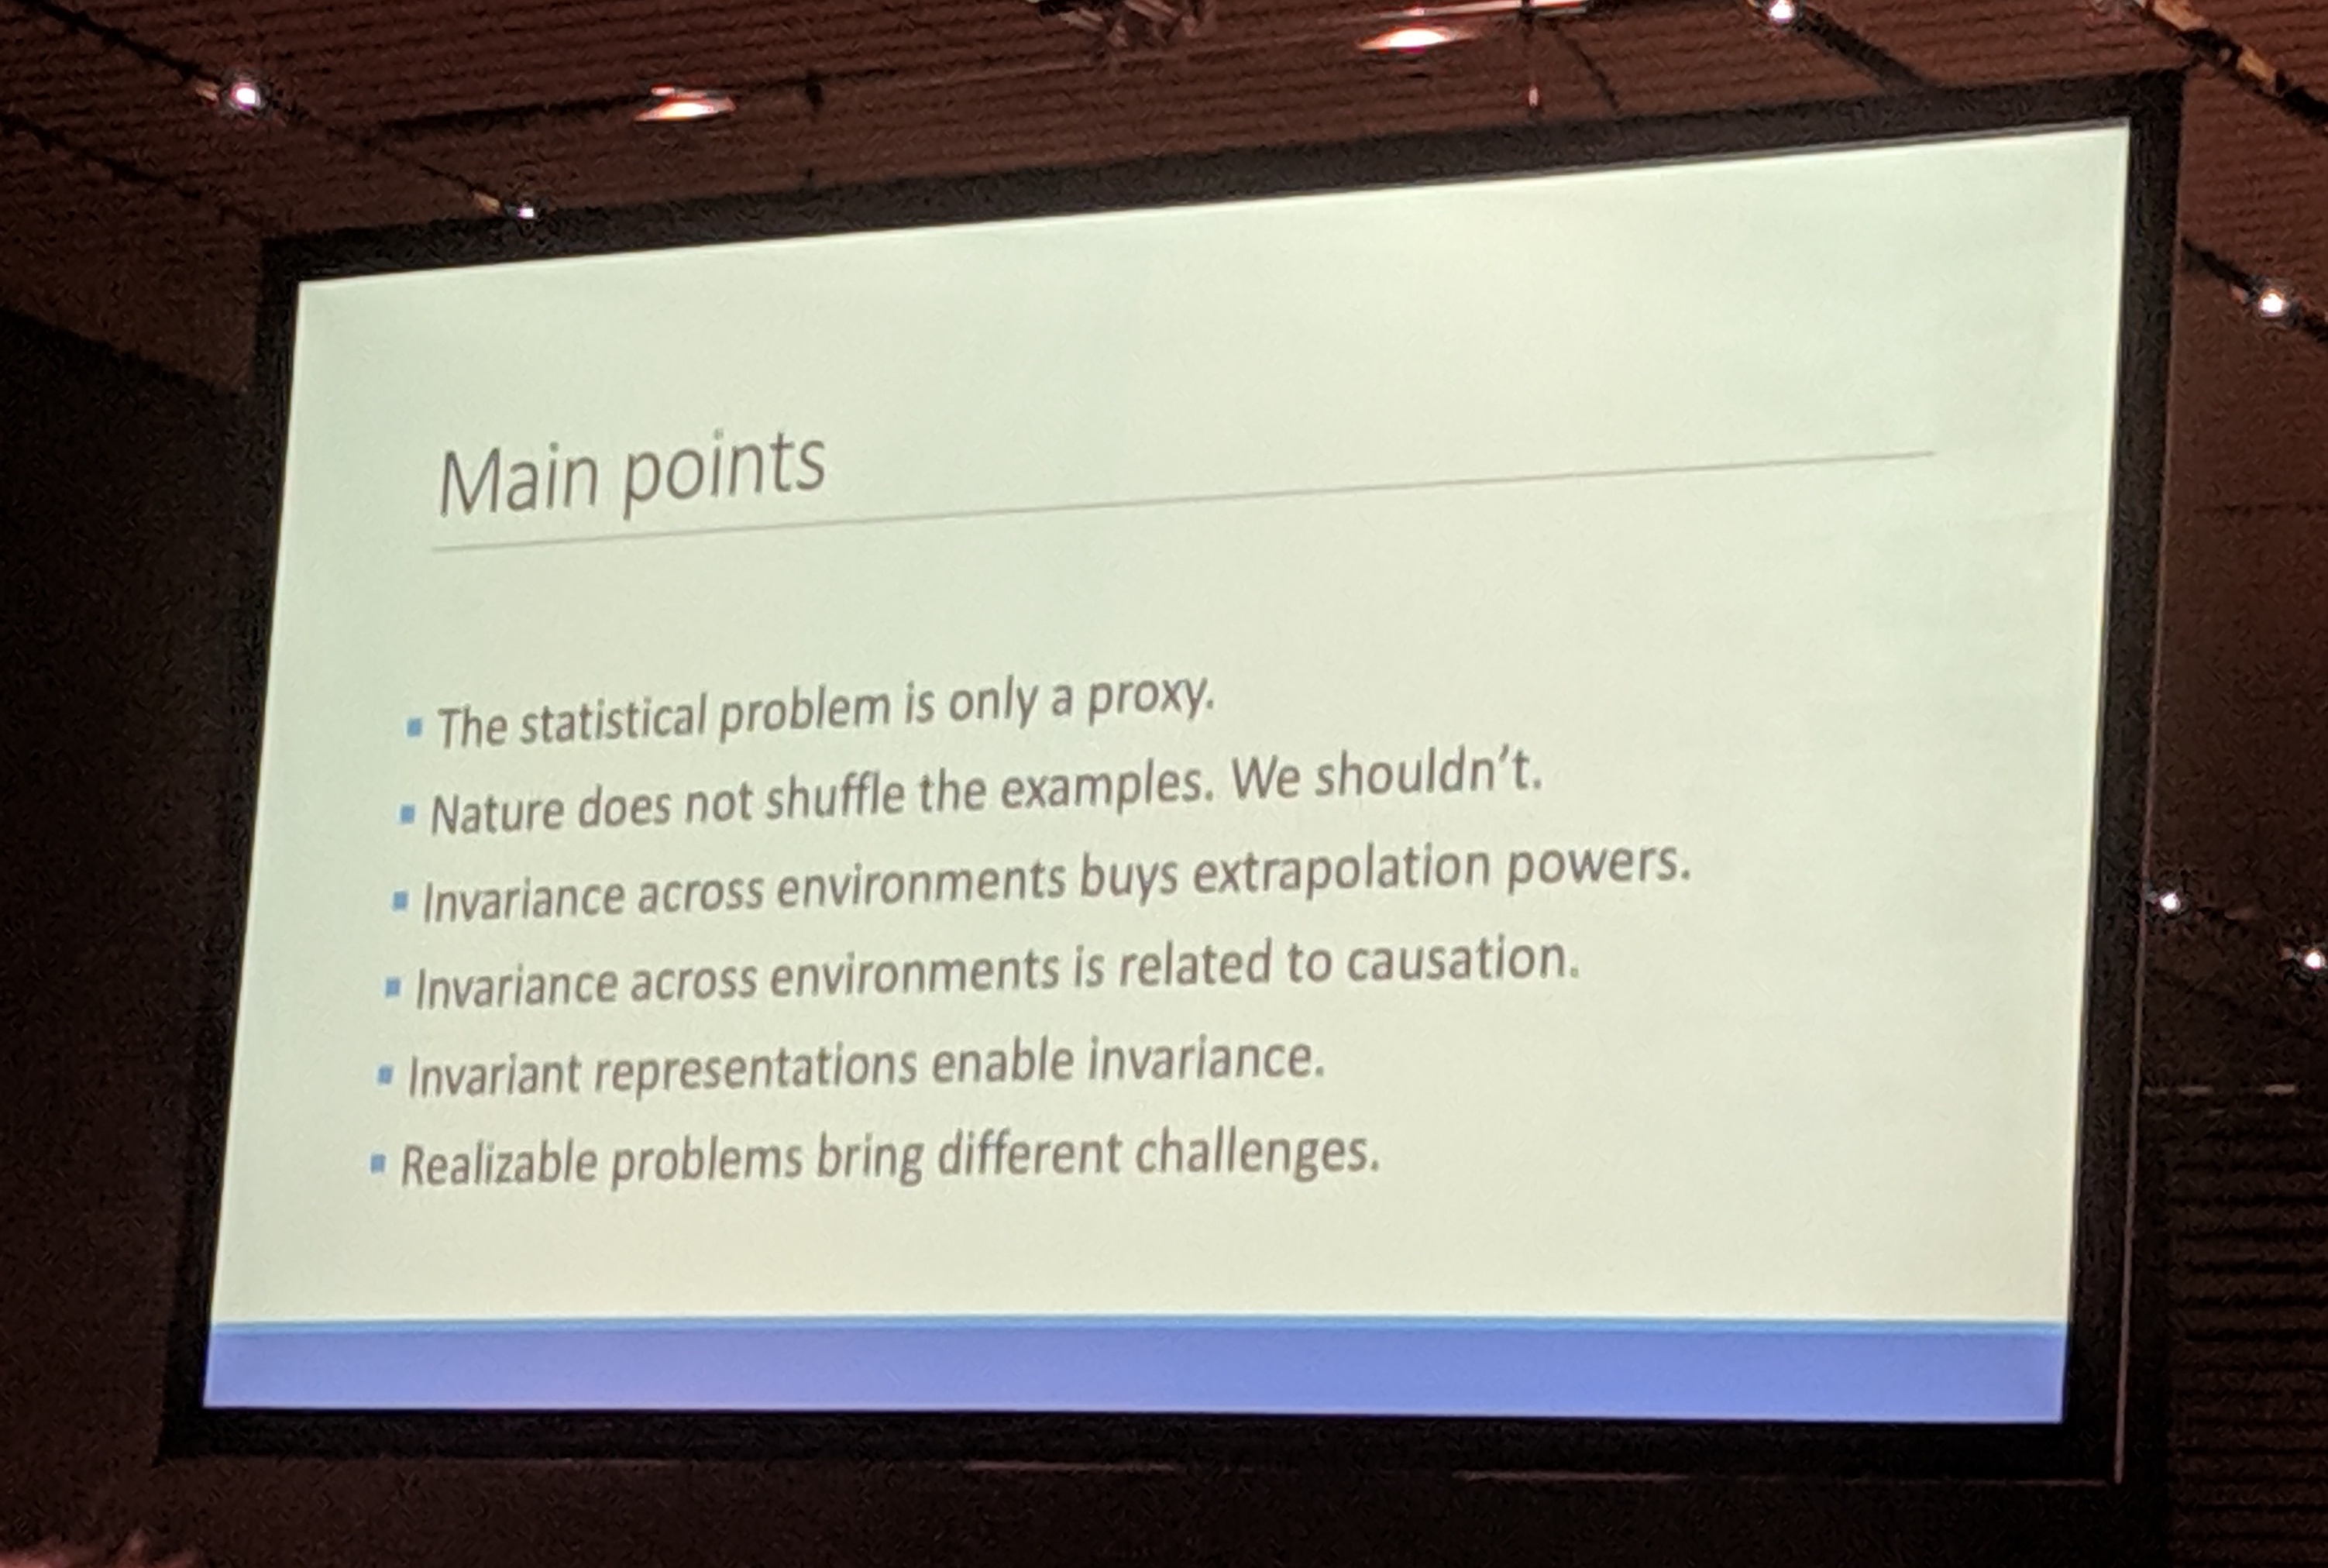 Main points
The statistical problem is only a proxy.
Nature does not shuffle the examples. We shouldn’t.
Invariance across environments buys extrapolation powers.
Invariance across environments is related to causation.
Invariant representations enable invariance.
Realizable problems bring different challenges.